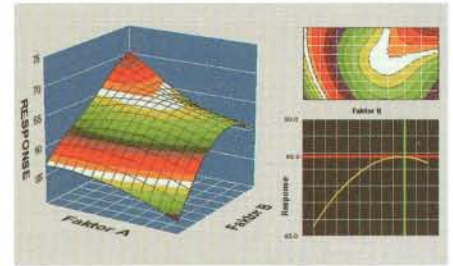 75
70
65
60
55
RESPONSE
Faktor A
Faktor B
Faktor B
Response